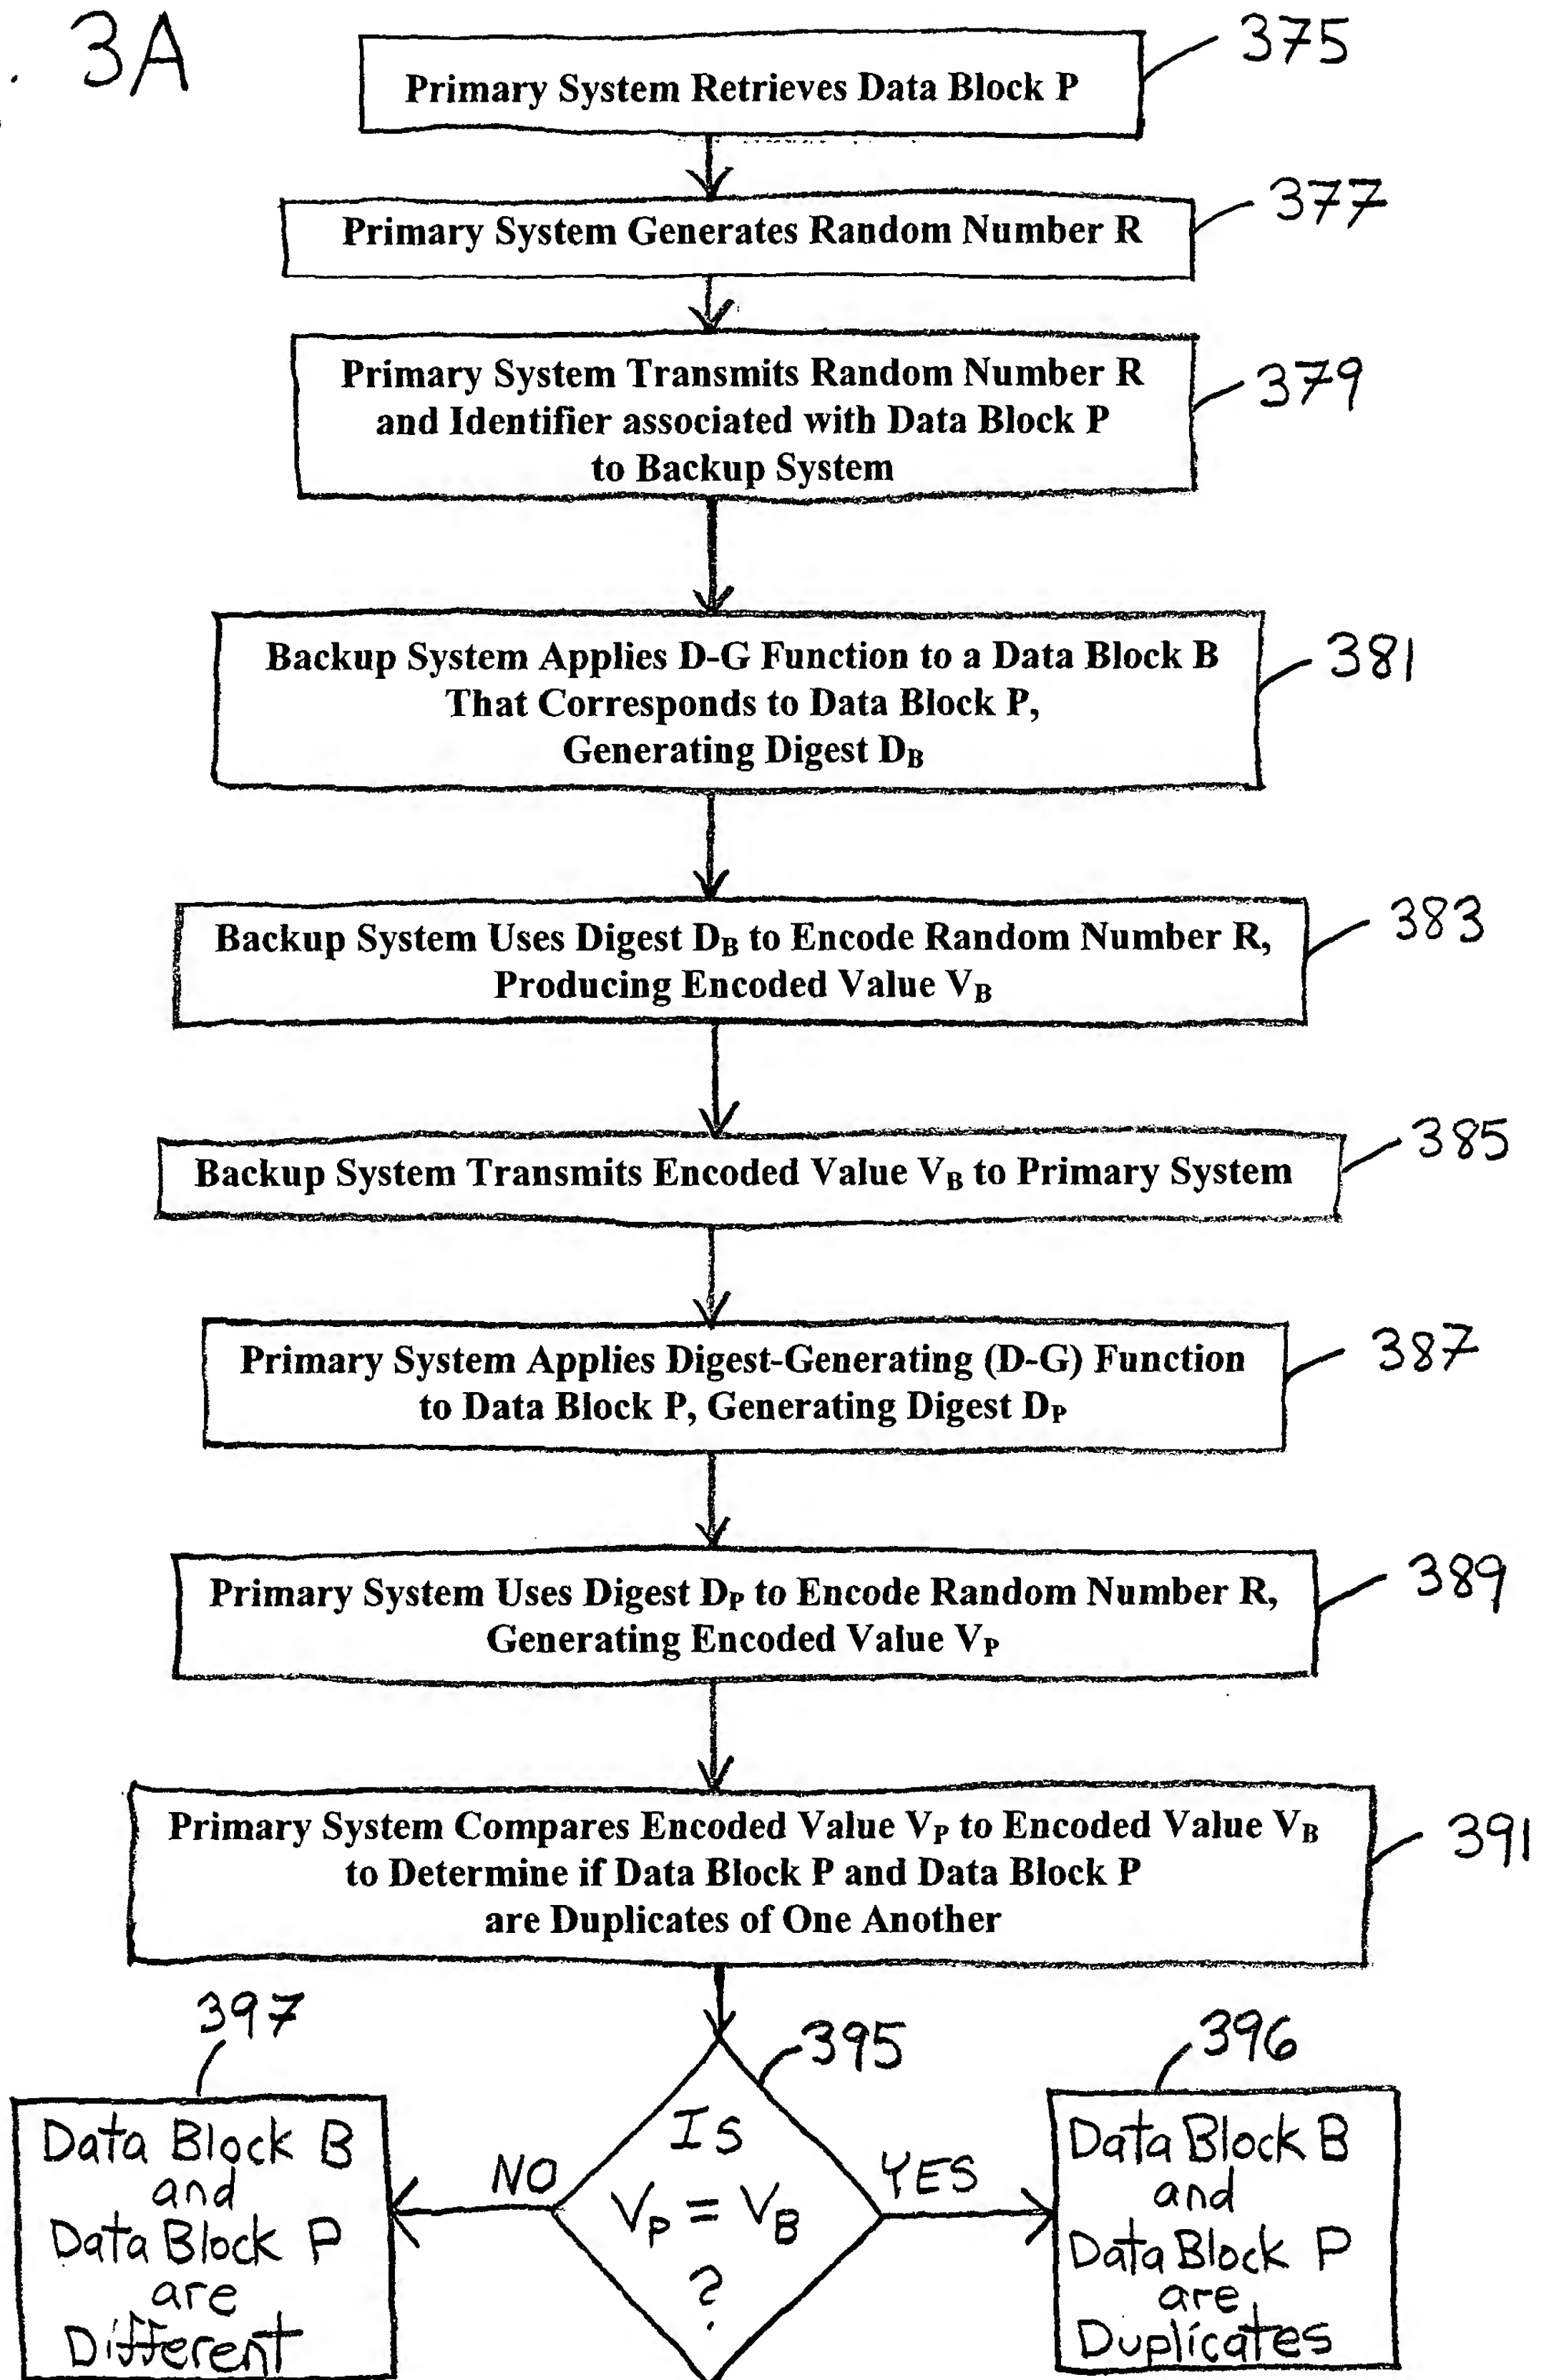 3A
Primary System Retrieves Data Block P
375
Primary System Generates Random Number R
377
Primary System Transmits Random Number R
and Identifier associated with Data Block P
to Backup System
379
Backup System Applies D-G Function to a Data Block B
That Corresponds to Data Block P,
Generating Digest DB
381
Backup System Uses Digest DB to Encode Random Number R,
Producing Encoded Value VB
383
Backup System Transmits Encoded Value VB to Primary System
385
Primary System Applies Digest-Generating (D-G) Function
to Data Block P, Generating Digest DP
387
Primary System Uses Digest DP to Encode Random Number R,
Generating Encoded Value VP
389
Primary System Compares Encoded Value VP to Encoded Value VB
to Determine if Data Block P and Data Block P
are Duplicates of One Another
391
397
Data Block B
and
Data Block P
are
Different
NO
395
Is
VP = VB
?
YES
396
Data Block B
and
Data Block P
are
Duplicates